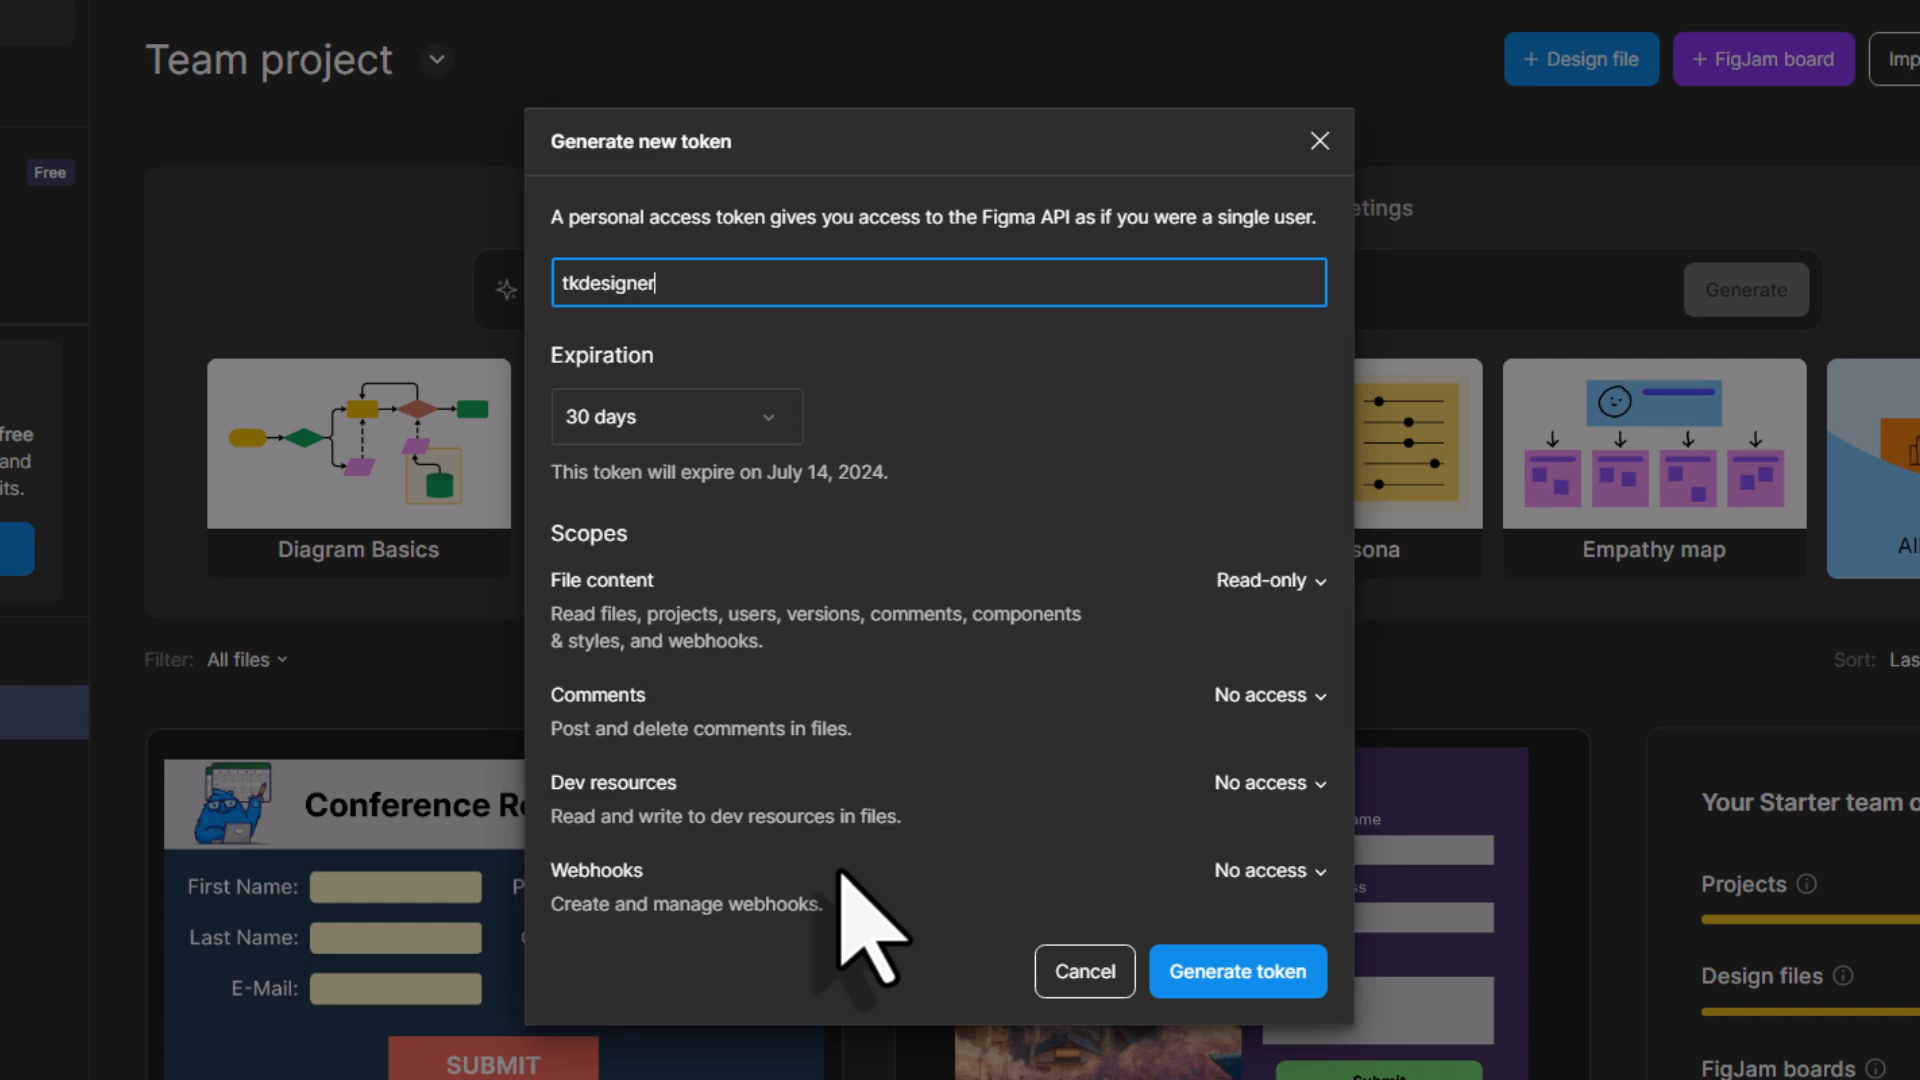 Team project
+ Design file
+ FigJam board
Imp
Free
Generate new token
A personal access token gives you access to the Figma API as if you were a single user.
etings
tkdesigner
Generate
Expiration
30 days
This token will expire on July 14, 2024.
free
and
its.
Diagram Basics
sona
Empathy map
All
Scopes
File content
Read-only
Read files, projects, users, versions, comments, components
& styles, and webhooks.
Filter: All files
Sort: Las
Comments
No access
Post and delete comments in files.
Dev resources
No access
Read and write to dev resources in files.
Webhooks
No access
Create and manage webhooks.
Cancel
Generate token
Conference Re
First Name:
P
Last Name:
E-Mail:
SUBMIT
ame
ss
Submit
Your Starter team o
Projects
Design files
FigJam boards